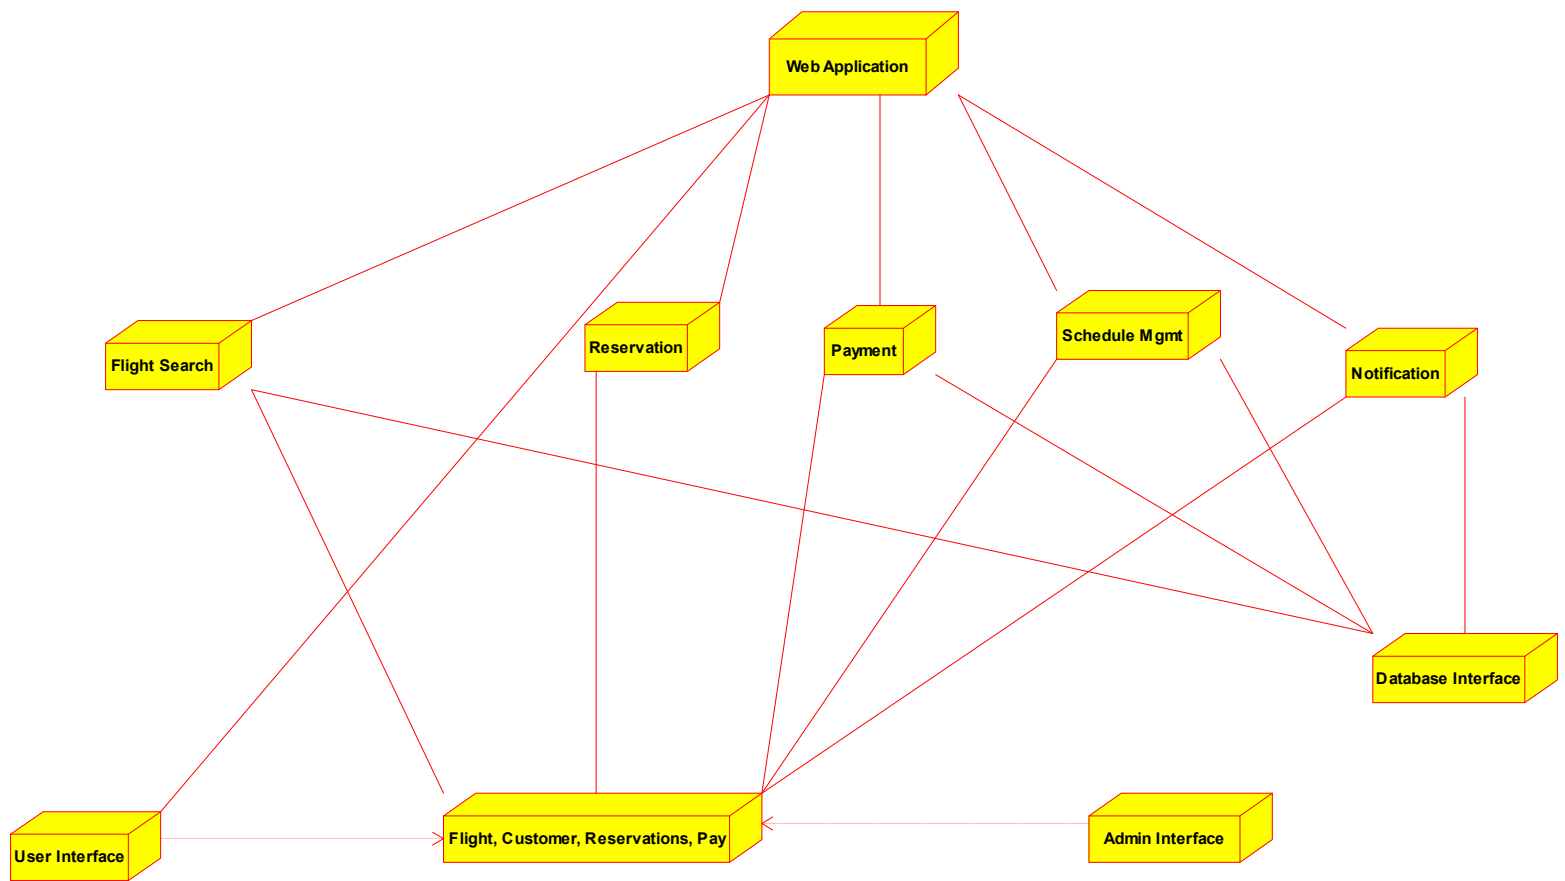 Web Application
Flight Search
Reservation
Payment
Schedule Mgmt
Notification
Database Interface
User Interface
Flight, Customer, Reservations, Pay
Admin Interface